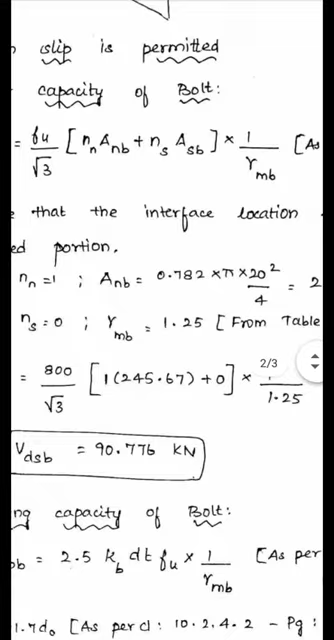 slip is permitted
capacity of Bolt:
= fu/√3 [nn Anb + ns Asb] × 1/γmb [As
that the interface location
ed portion.
nn = 1 ; Anb = 0.782 × π × 20²/4 = 2
ns = 0 ; γmb = 1.25 [From Table
2/3
= 800/√3 [1(245.67) + 0] × 1/1.25
Vdsb = 90.776 KN
ng capacity of Bolt:
pb = 2.5 kb dt fu × 1/γmb [As per
1.7d₀ [As per cl: 10.2.4.2 - Pg: